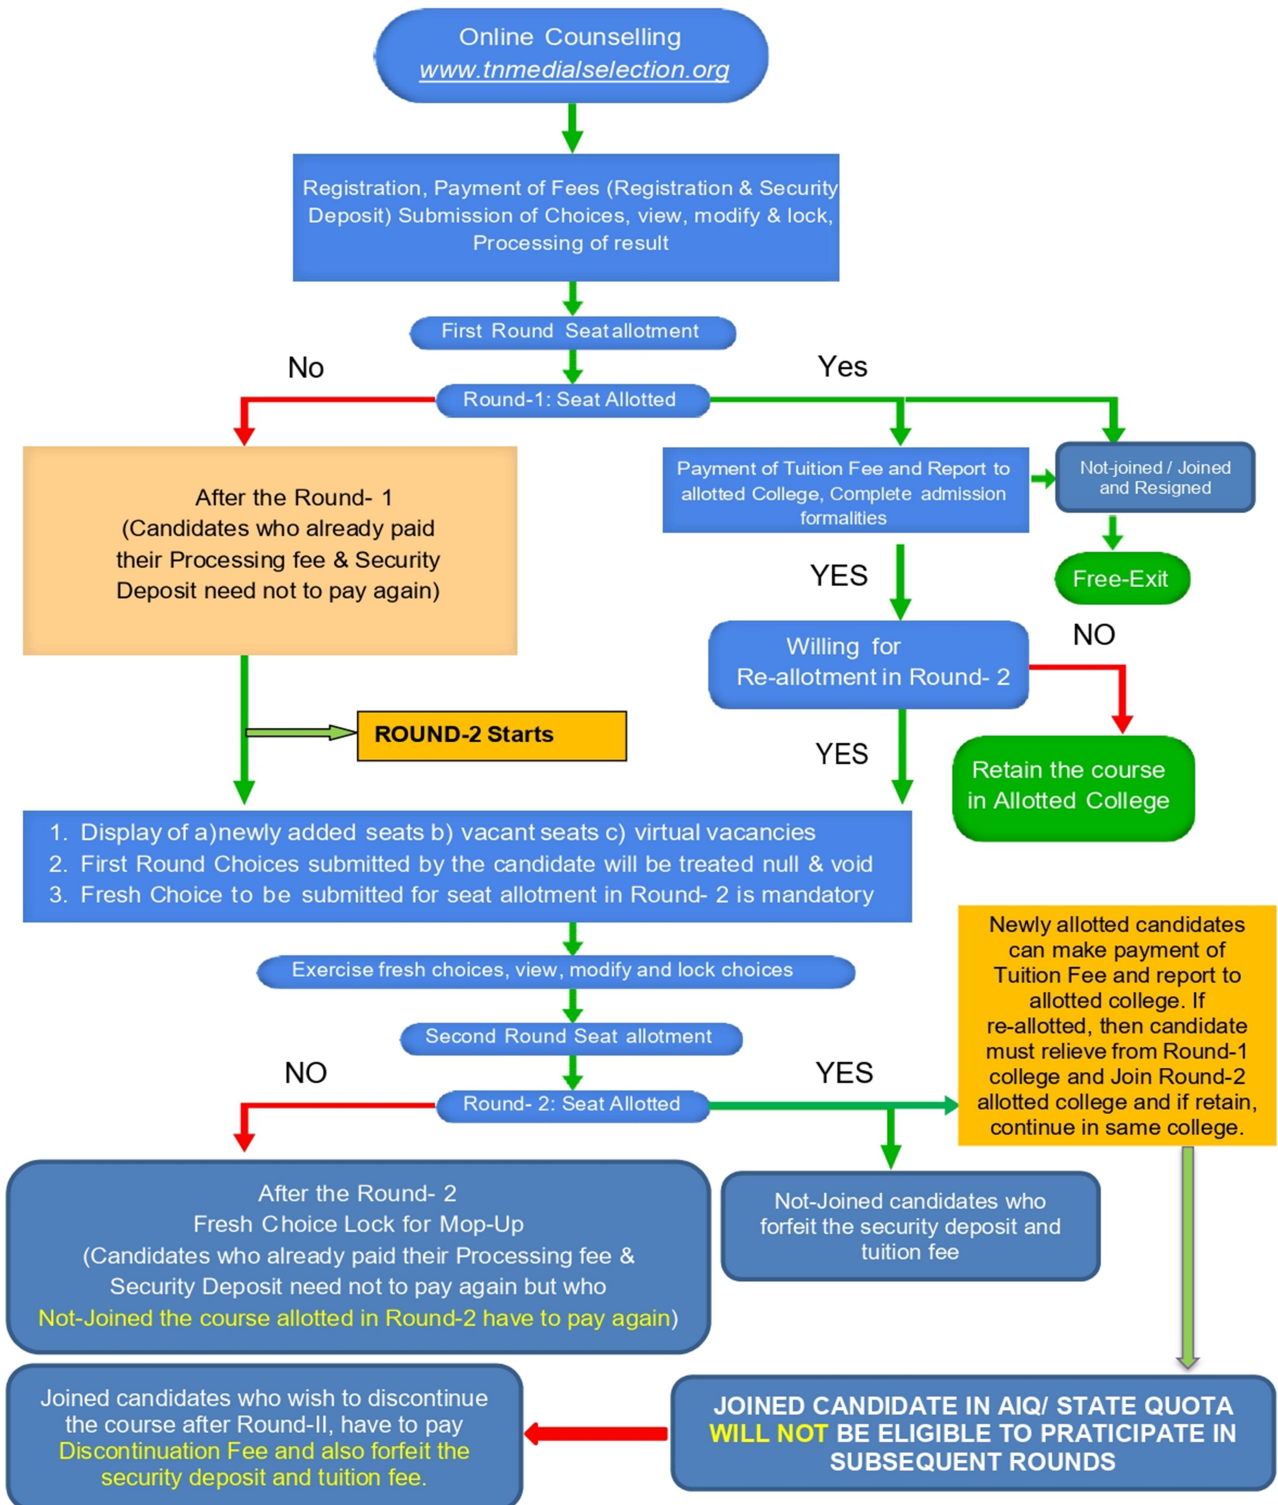 Online Counselling
www.tnmedialselection.org
Registration, Payment of Fees (Registration & Security
Deposit) Submission of Choices, view, modify & lock,
Processing of result
First Round Seat allotment
No
Yes
Round-1: Seat Allotted
After the Round- 1
(Candidates who already paid
their Processing fee & Security
Deposit need not to pay again)
Payment of Tuition Fee and Report to
allotted College, Complete admission
formalities
Not-joined / Joined
and Resigned
YES
Free-Exit
Willing for
Re-allotment in Round- 2
NO
ROUND-2 Starts
YES
Retain the course
in Allotted College
1. Display of a)newly added seats b) vacant seats c) virtual vacancies
2. First Round Choices submitted by the candidate will be treated null & void
3. Fresh Choice to be submitted for seat allotment in Round- 2 is mandatory
Exercise fresh choices, view, modify and lock choices
Second Round Seat allotment
NO
YES
Round- 2: Seat Allotted
Newly allotted candidates
can make payment of
Tuition Fee and report to
allotted college. If
re-allotted, then candidate
must relieve from Round-1
college and Join Round-2
allotted college and if retain,
continue in same college.
After the Round- 2
Fresh Choice Lock for Mop-Up
(Candidates who already paid their Processing fee &
Security Deposit need not to pay again but who
Not-Joined the course allotted in Round-2 have to pay again)
Not-Joined candidates who
forfeit the security deposit and
tuition fee
Joined candidates who wish to discontinue
the course after Round-II, have to pay
Discontinuation Fee and also forfeit the
security deposit and tuition fee.
JOINED CANDIDATE IN AIQ/ STATE QUOTA
WILL NOT BE ELIGIBLE TO PRATICIPATE IN
SUBSEQUENT ROUNDS